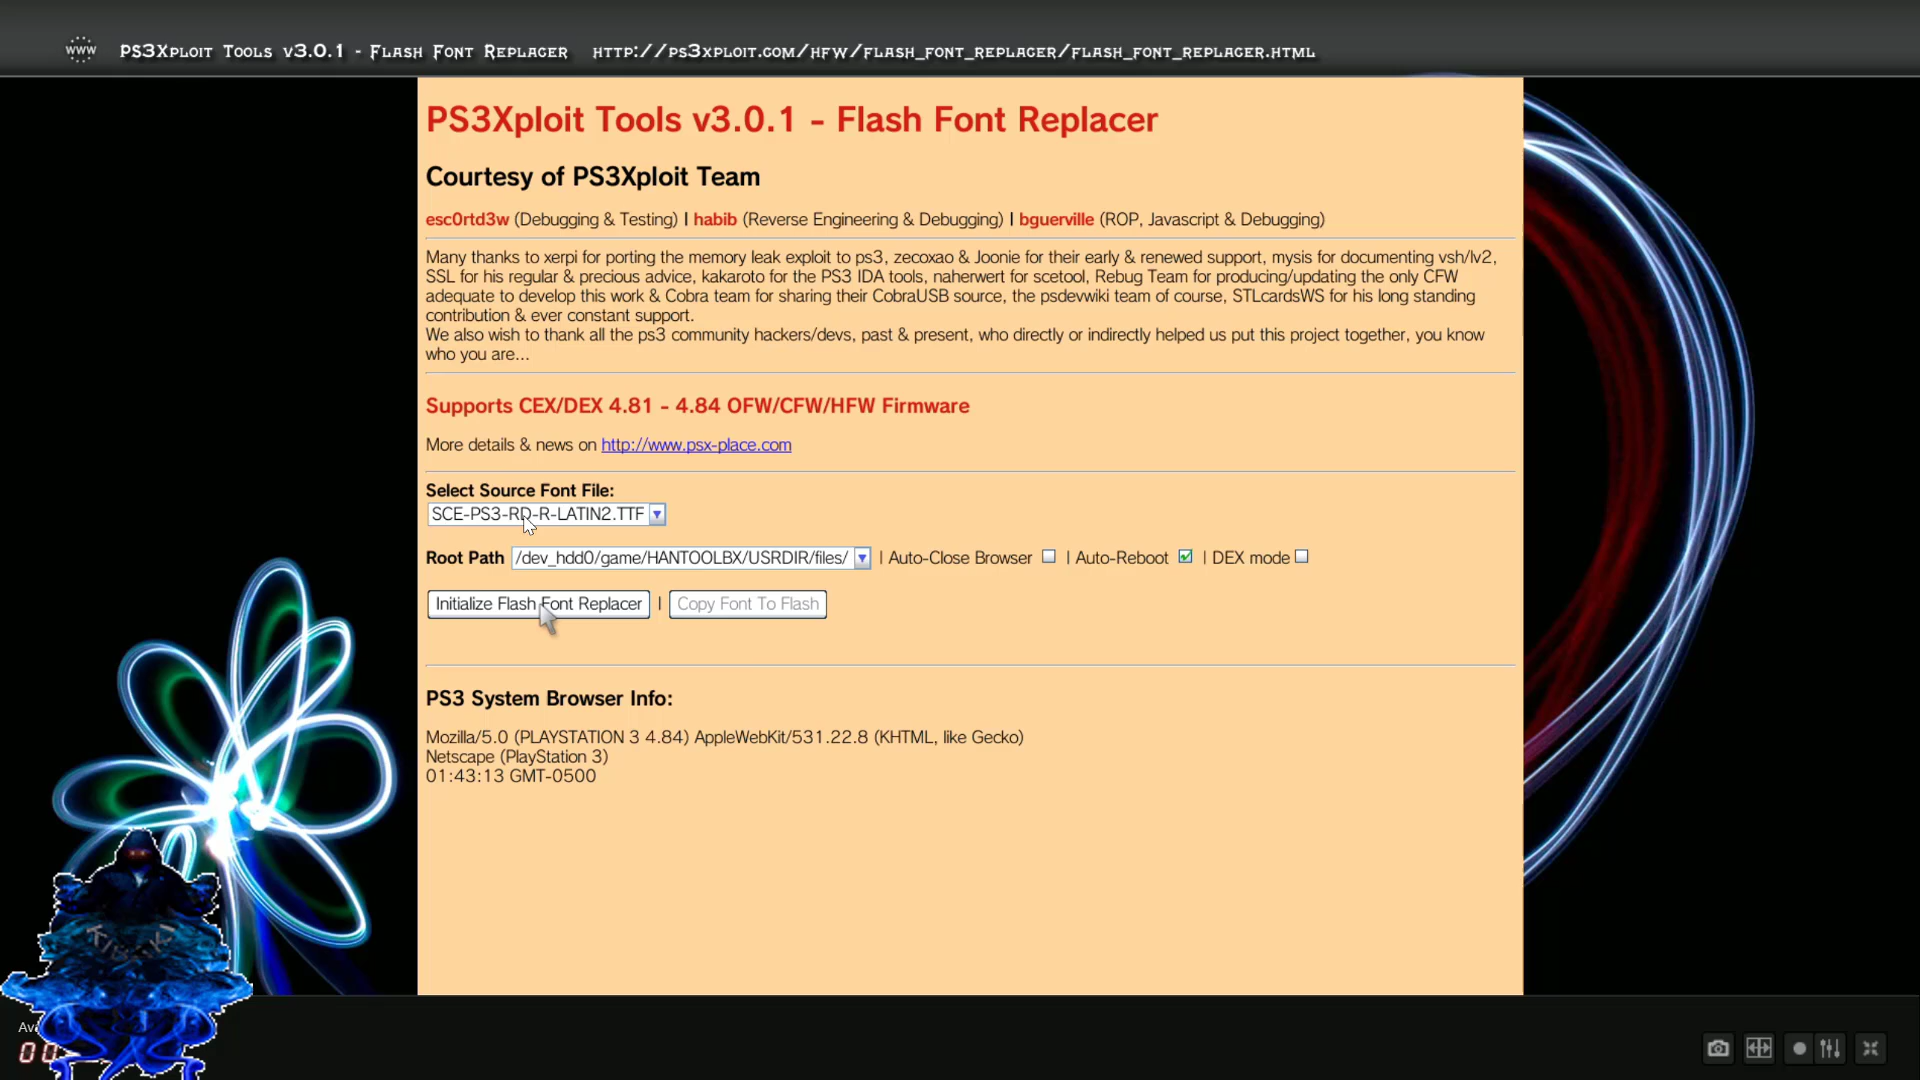 www PS3Xploit Tools v3.0.1 - Flash Font Replacer http://ps3xploit.com/hfw/flash_font_replacer/flash_font_replacer.html
PS3Xploit Tools v3.0.1 - Flash Font Replacer
Courtesy of PS3Xploit Team
esc0rtd3w (Debugging & Testing) | habib (Reverse Engineering & Debugging) | bguerville (ROP, Javascript & Debugging)
Many thanks to xerpi for porting the memory leak exploit to ps3, zecoxao & Joonie for their early & renewed support, mysis for documenting vsh/lv2,
SSL for his regular & precious advice, kakaroto for the PS3 IDA tools, naherwert for scetool, Rebug Team for producing/updating the only CFW
adequate to develop this work & Cobra team for sharing their CobraUSB source, the psdevwiki team of course, STLcardsWS for his long standing
contribution & ever constant support.
We also wish to thank all the ps3 community hackers/devs, past & present, who directly or indirectly helped us put this project together, you know
who you are...
Supports CEX/DEX 4.81 - 4.84 OFW/CFW/HFW Firmware
More details & news on http://www.psx-place.com
Select Source Font File:
SCE-PS3-RD-R-LATIN2.TTF
Root Path /dev_hdd0/game/HANTOOLBX/USRDIR/files/ | Auto-Close Browser | Auto-Reboot | DEX mode
Initialize Flash Font Replacer | Copy Font To Flash
PS3 System Browser Info:
Mozilla/5.0 (PLAYSTATION 3 4.84) AppleWebKit/531.22.8 (KHTML, like Gecko)
Netscape (PlayStation 3)
01:43:13 GMT-0500